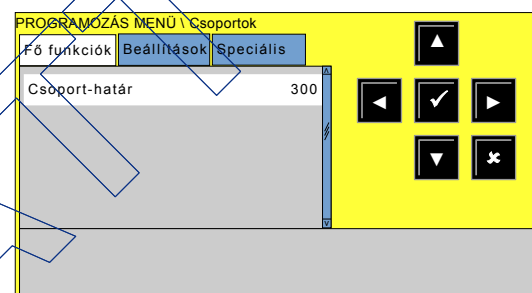 PROGRAMOZÁS MENÜ \ Csoportok
Fő funkciók Beállítások Speciális
Csoport-határ 300